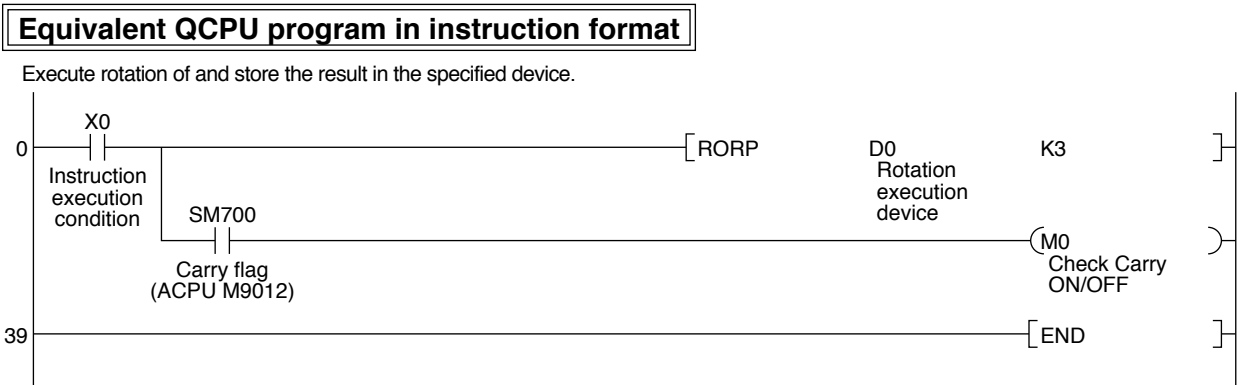 Equivalent QCPU program in instruction format
Execute rotation of and store the result in the specified device.
X0
0
RORP D0 K3
Instruction
execution
condition
Rotation
execution
device
SM700
M0
Carry flag
(ACPU M9012)
Check Carry
ON/OFF
39
END